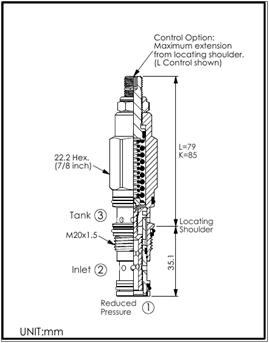 Control Option:
Maximum extension
from locating shoulder.
(L Control shown)
L=79
K=85
22.2 Hex.
(7/8 inch)
Tank ③
Locating
Shoulder
M20x1.5
35.1
Inlet ②
Reduced
Pressure ①
UNIT:mm